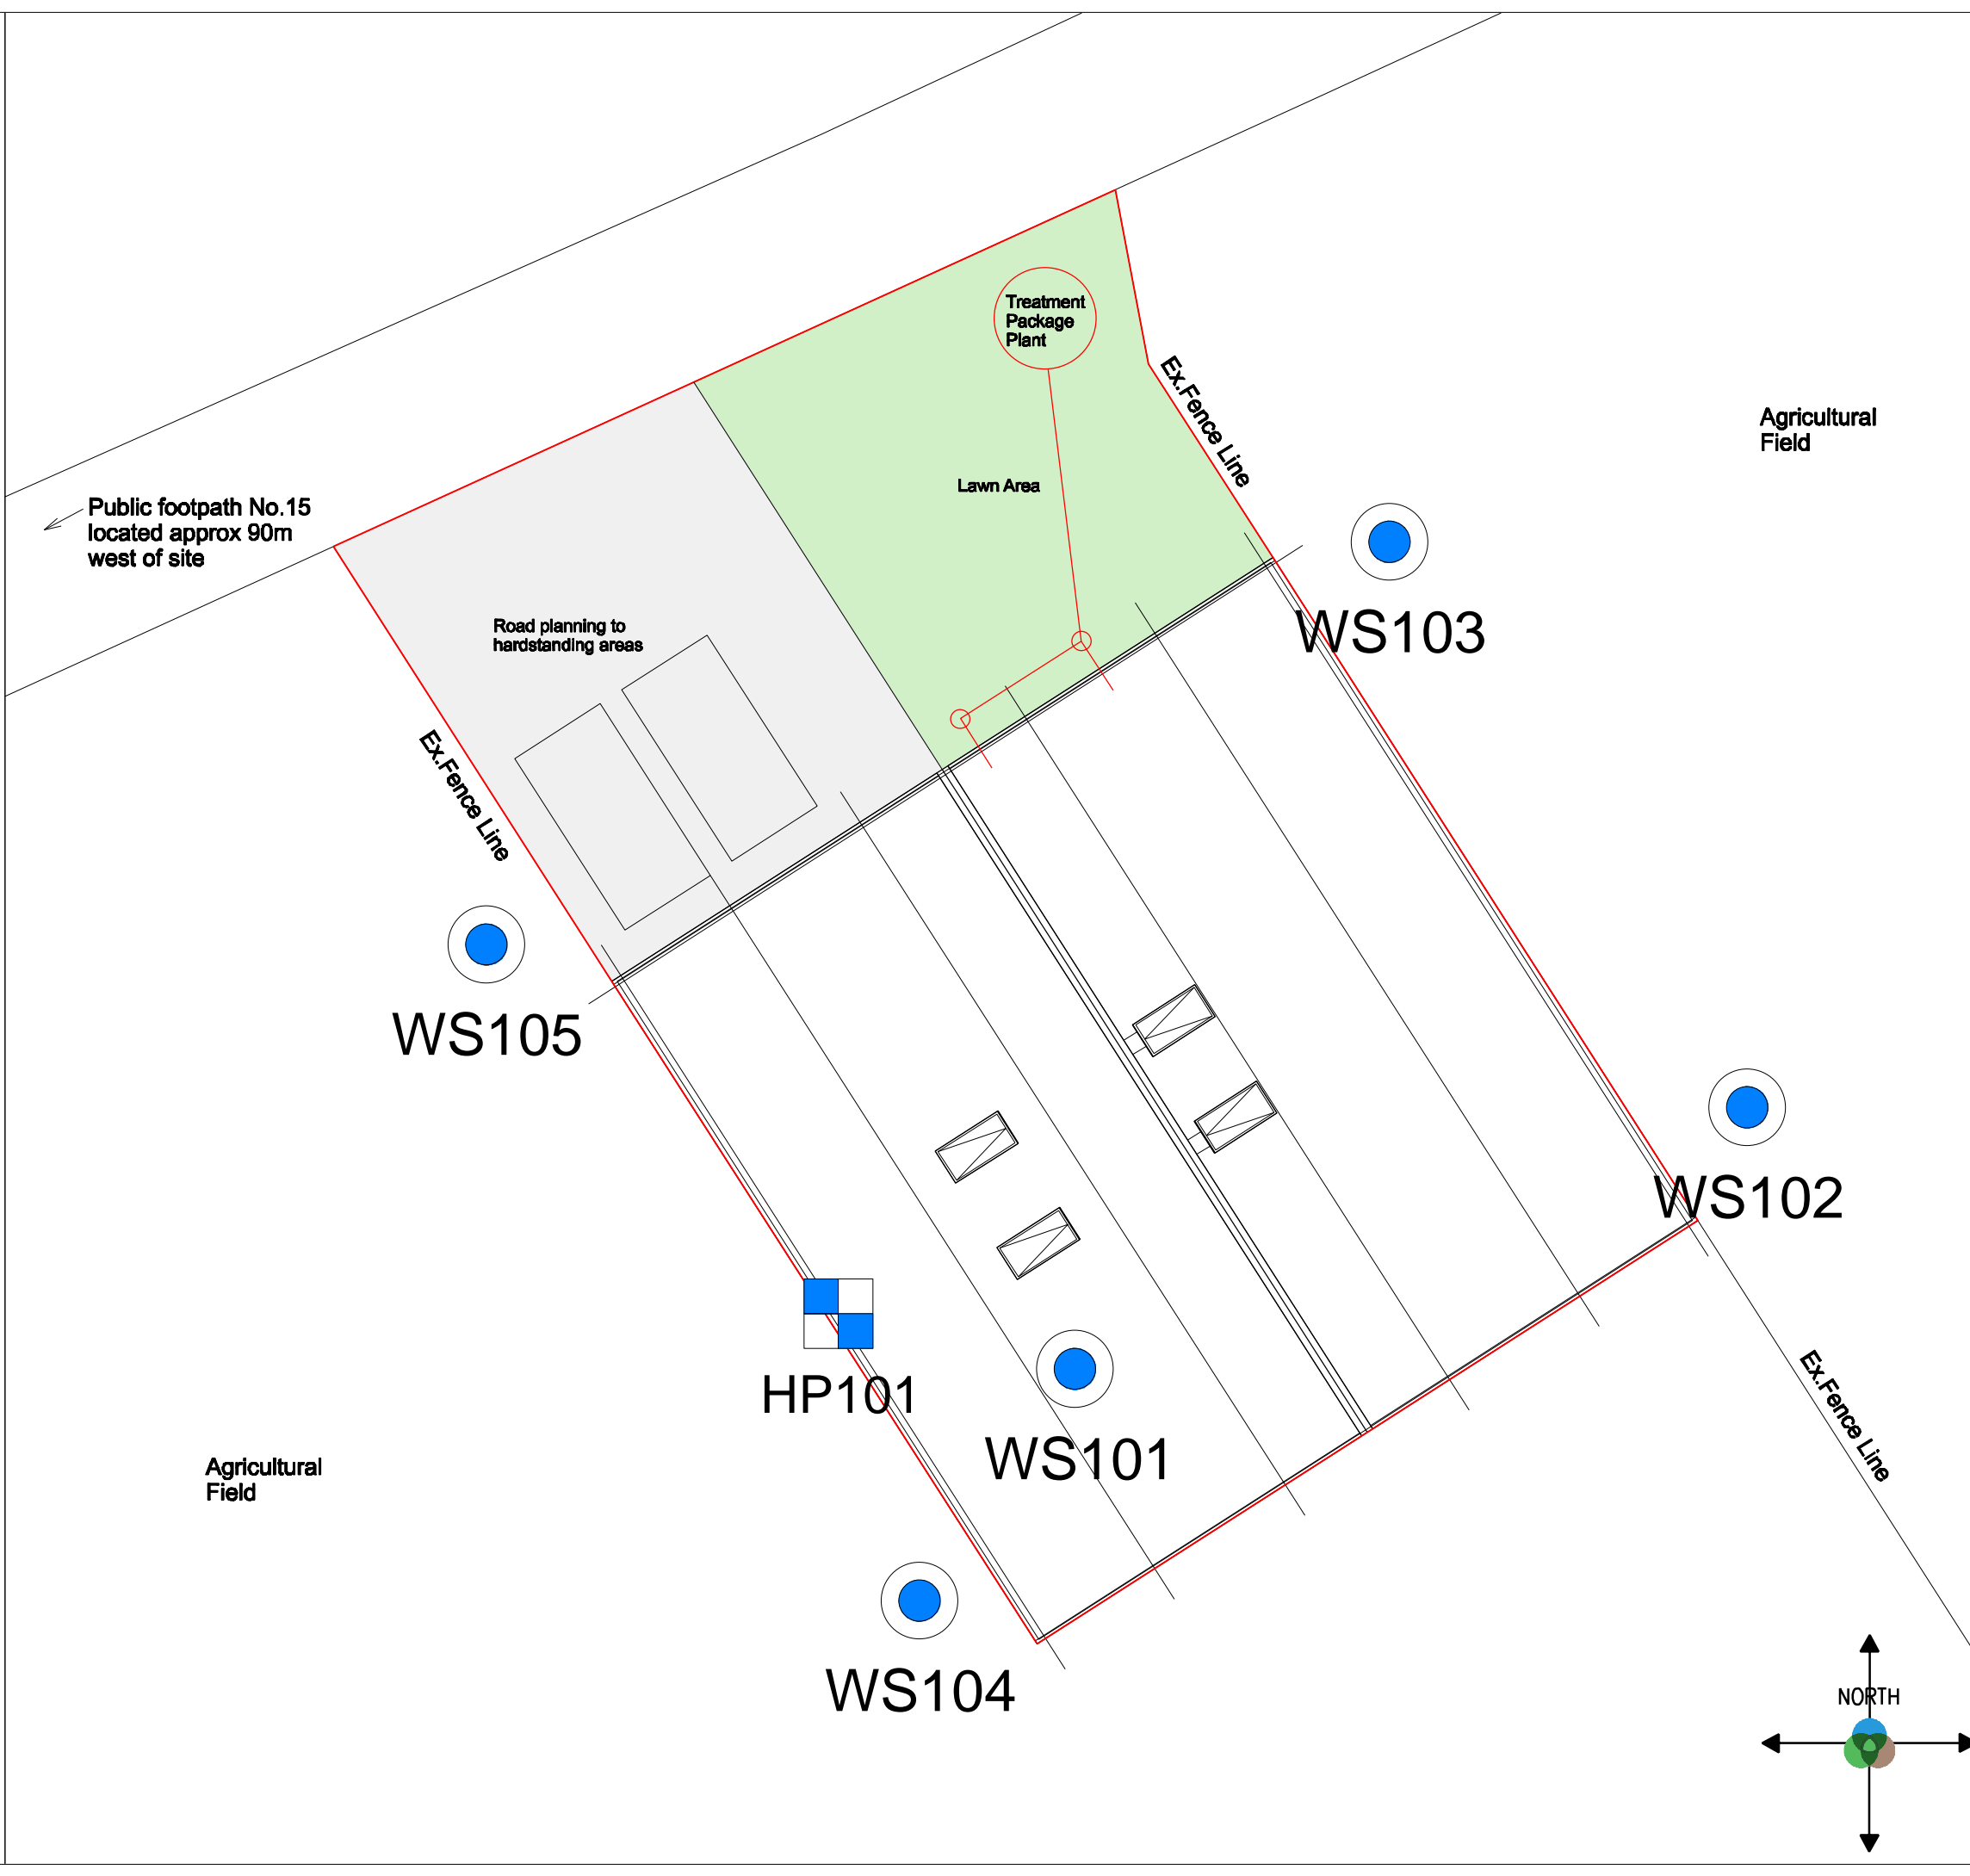 Treatment
Package
Plant
Ex.Fence Line
Agricultural
Field
Lawn Area
Public footpath No.15
located approx 90m
west of site
Road planning to
hardstanding areas
WS103
Ex.Fence Line
WS105
WS102
HP101
WS101
Ex.Fence Line
Agricultural
Field
WS104
NORTH